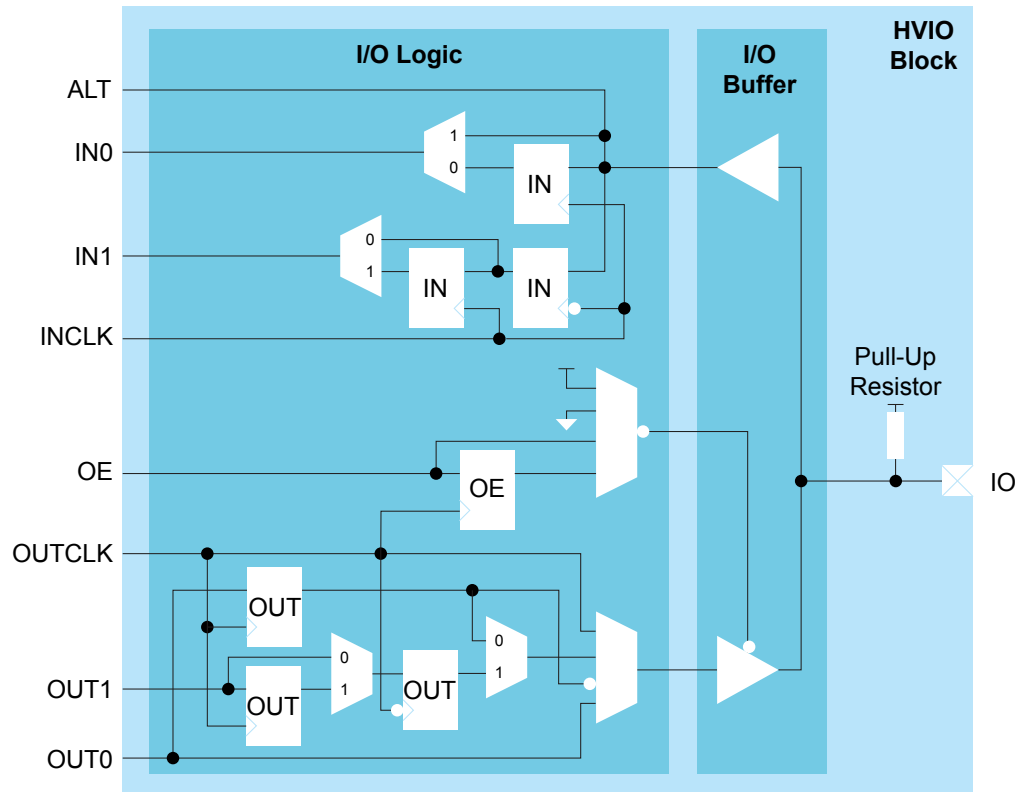 HVIO
Block
I/O Logic
I/O
Buffer
ALT
1
IN0
0
IN
IN1
0
1
IN
IN
INCLK
Pull-Up
Resistor
OE
OE
IO
OUTCLK
OUT
0
1
0
1
OUT
OUT1
OUT
OUT0